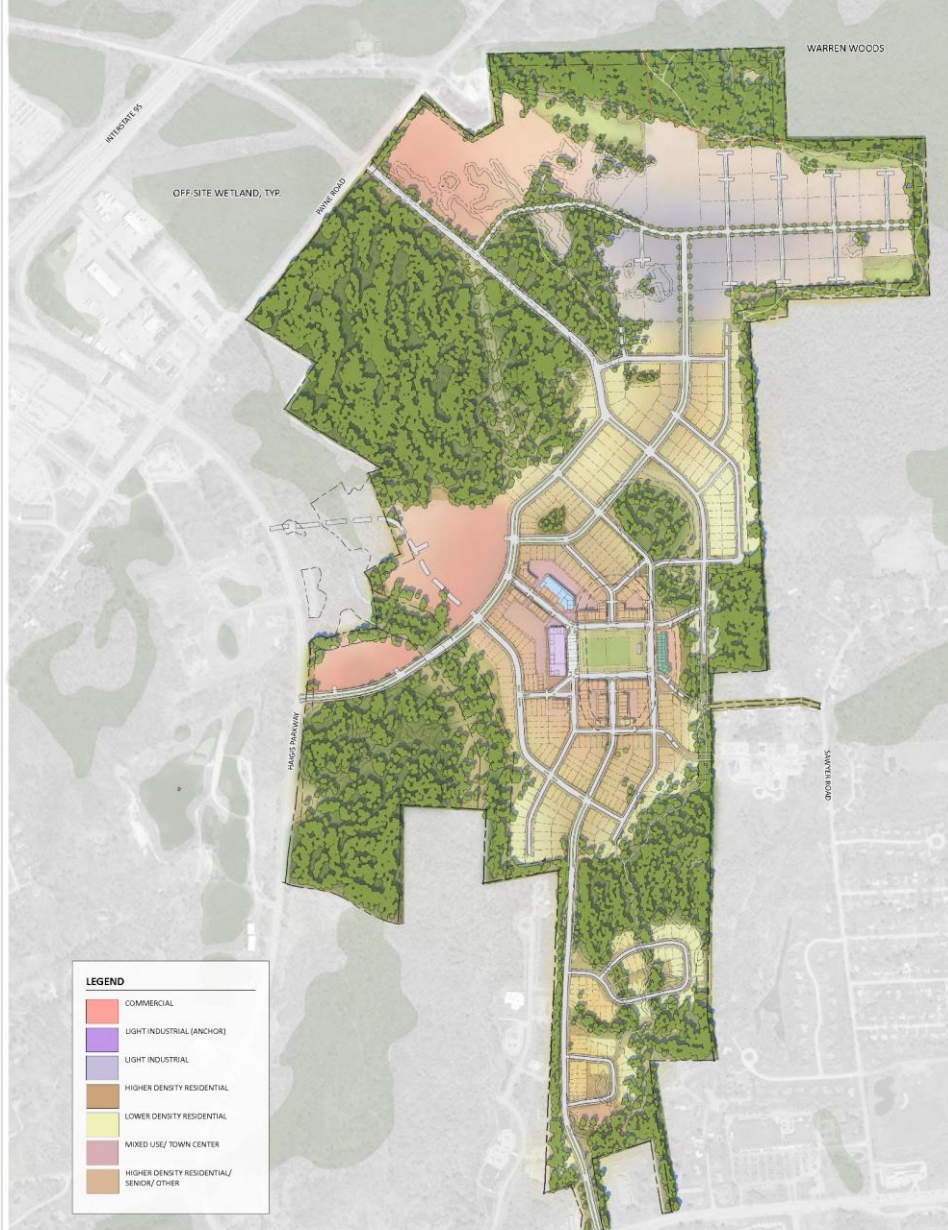 WARREN WOODS
INTERSTATE 95
OFF-SITE WETLAND, TYP.
PAYNE ROAD
HAIGIS PARKWAY
SAWYER ROAD
LEGEND
COMMERCIAL
LIGHT INDUSTRIAL (ANCHOR)
LIGHT INDUSTRIAL
HIGHER DENSITY RESIDENTIAL
LOWER DENSITY RESIDENTIAL
MIXED USE/ TOWN CENTER
HIGHER DENSITY RESIDENTIAL/
SENIOR/ OTHER